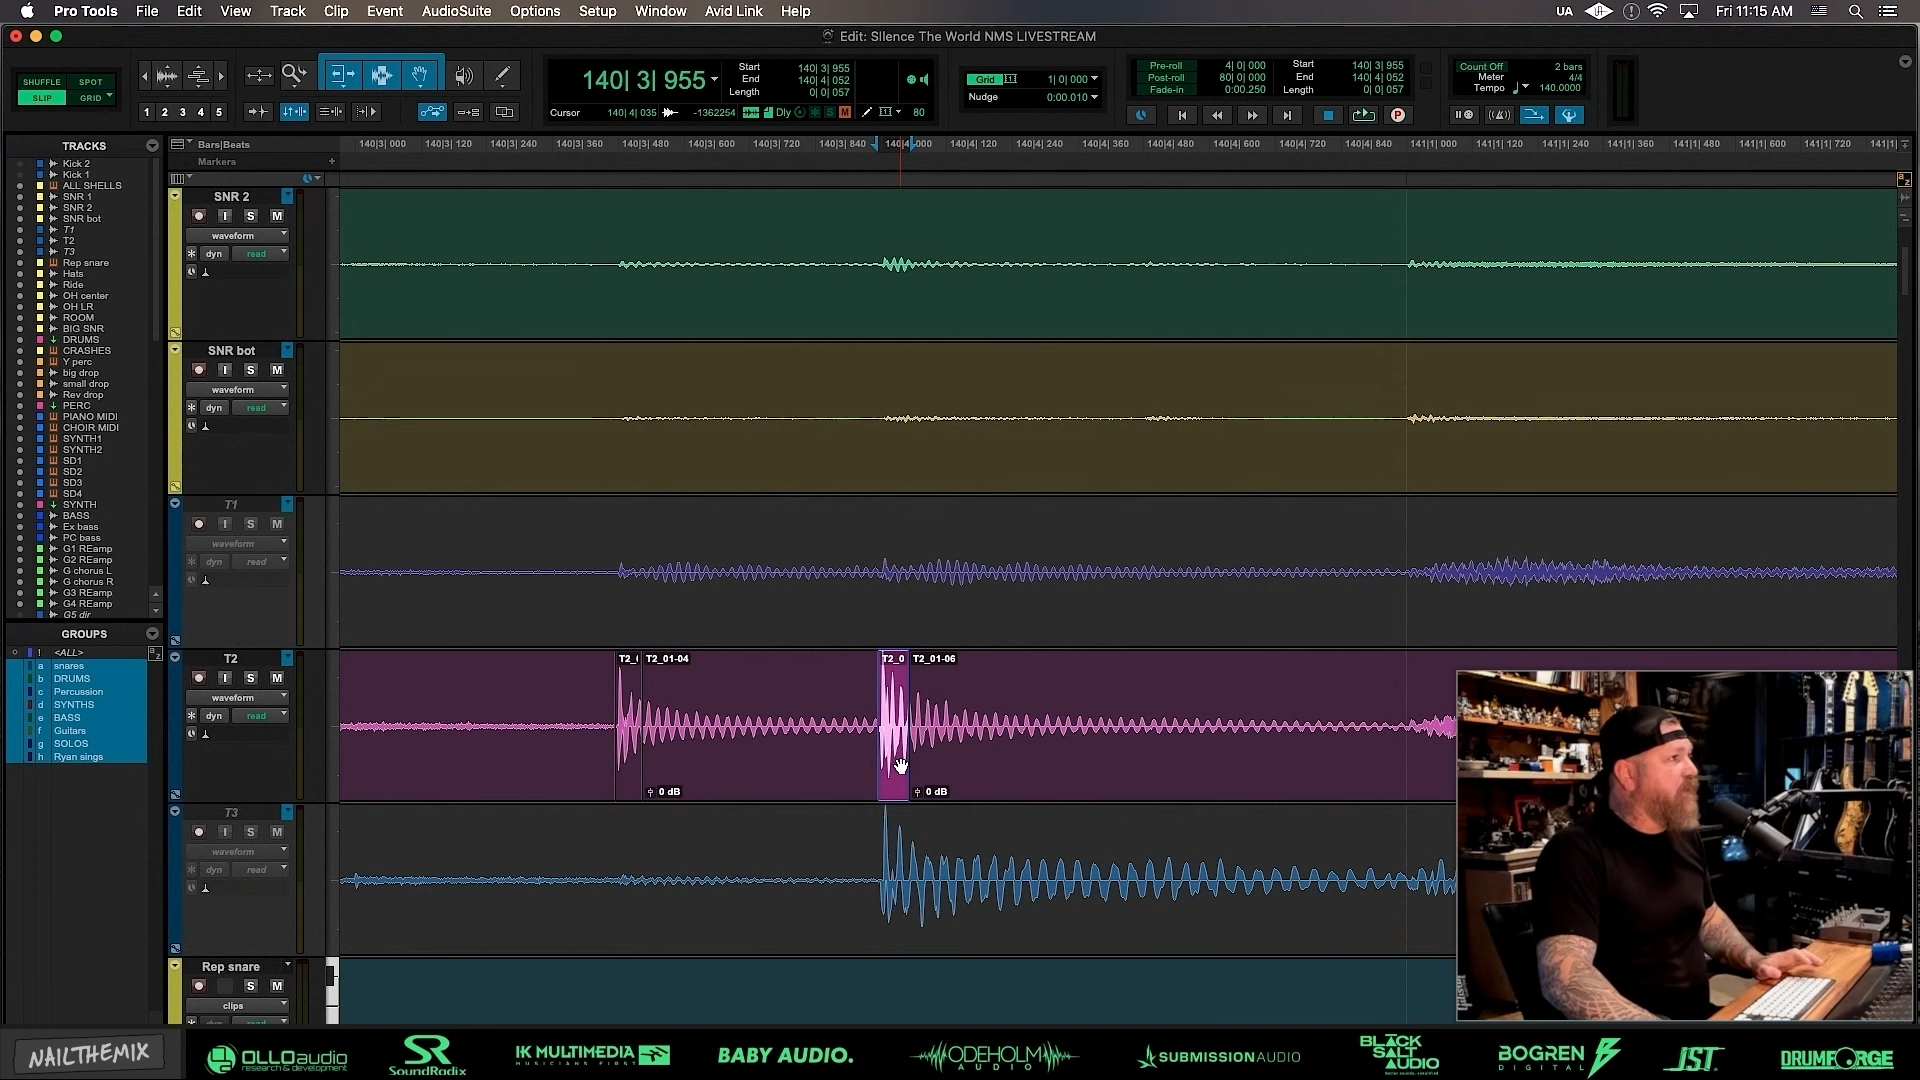 Pro Tools File Edit View Track Clip Event AudioSuite Options Setup Window Avid Link Help UA Fri 11:15 AM
Edit: SIlence The World NMS LIVESTREAM
SHUFFLE SPOT
SLIP GRID
1 2 3 4 5
140| 3| 955
Start 140| 3| 955
End 140| 4| 052
Length 0| 0| 057
Cursor 140| 4| 035 -1362254 Dly S M 80
Grid 1| 0| 000
Nudge 0:00.010
Pre-roll 4| 0| 000
Post-roll 80| 0| 000
Fade-in 0:00.250
Start 140| 3| 955
End 140| 4| 052
Length 0| 0| 057
Count Off 2 bars
Meter 4/4
Tempo 140.0000
P
TRACKS
Kick 2
Kick 1
ALL SHELLS
SNR 1
SNR 2
SNR bot
T1
T2
T3
Rep snare
Hats
Ride
OH center
OH LR
ROOM
BIG SNR
DRUMS
CRASHES
Y perc
big drop
small drop
Rev drop
PERC
PIANO MIDI
CHOIR MIDI
SYNTH1
SYNTH2
SD1
SD2
SD3
SD4
SYNTH
BASS
Ex bass
PC bass
G1 REamp
G2 REamp
G chorus L
G chorus R
G3 REamp
G4 REamp
G5 dir
GROUPS
! <ALL>
a snares
b DRUMS
c Percussion
d SYNTHS
e BASS
f Guitars
g SOLOS
h Ryan sings
Bars|Beats
Markers
140|3| 000 140|3| 120 140|3| 240 140|3| 360 140|3| 480 140|3| 600 140|3| 720 140|3| 840 140|4| 000 140|4| 120 140|4| 240 140|4| 360 140|4| 480 140|4| 600 140|4| 720 140|4| 840 141|1| 000 141|1| 120 141|1| 240 141|1| 360 141|1| 480 141|1| 600 141|1| 720 141|1|
SNR 2
I S M
waveform
dyn read
SNR bot
I S M
waveform
dyn read
T1
I S M
waveform
dyn read
T2
I S M
waveform
dyn read
T2_01-04
T2_0
T2_01-06
0 dB
0 dB
T3
I S M
waveform
dyn read
Rep snare
S M
clips
NAILTHEMIX
OLLO audio
research & development
SR
SoundRadix
IK MULTIMEDIA
MUSICIANS FIRST
BABY AUDIO.
ODEHOLM
AUDIO
SUBMISSION AUDIO
BLACK
SALT
AUDIO
BOGREN
DIGITAL
JST
DRUMFORGE